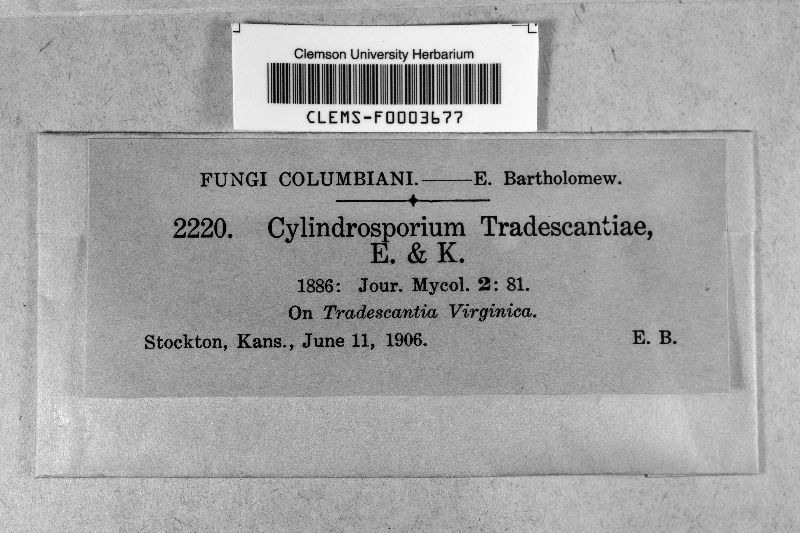 Clemson University Herbarium
CLEMS-F0003677
FUNGI COLUMBIANI.——E. Bartholomew.
2220. Cylindrosporium Tradescantiae,
E. & K.
1886: Jour. Mycol. 2: 81.
On Tradescantia Virginica.
Stockton, Kans., June 11, 1906. E. B.